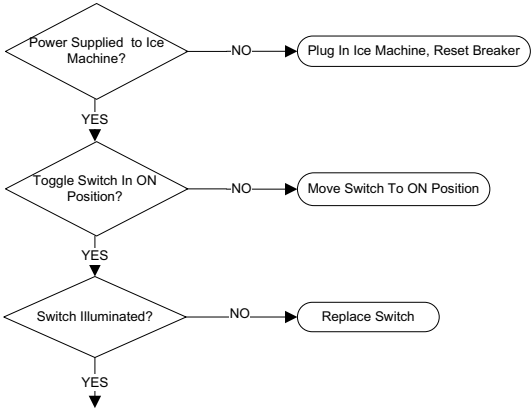 Power Supplied to Ice
Machine?
NO
Plug In Ice Machine, Reset Breaker
YES
Toggle Switch In ON
Position?
NO
Move Switch To ON Position
YES
Switch Illuminated?
NO
Replace Switch
YES